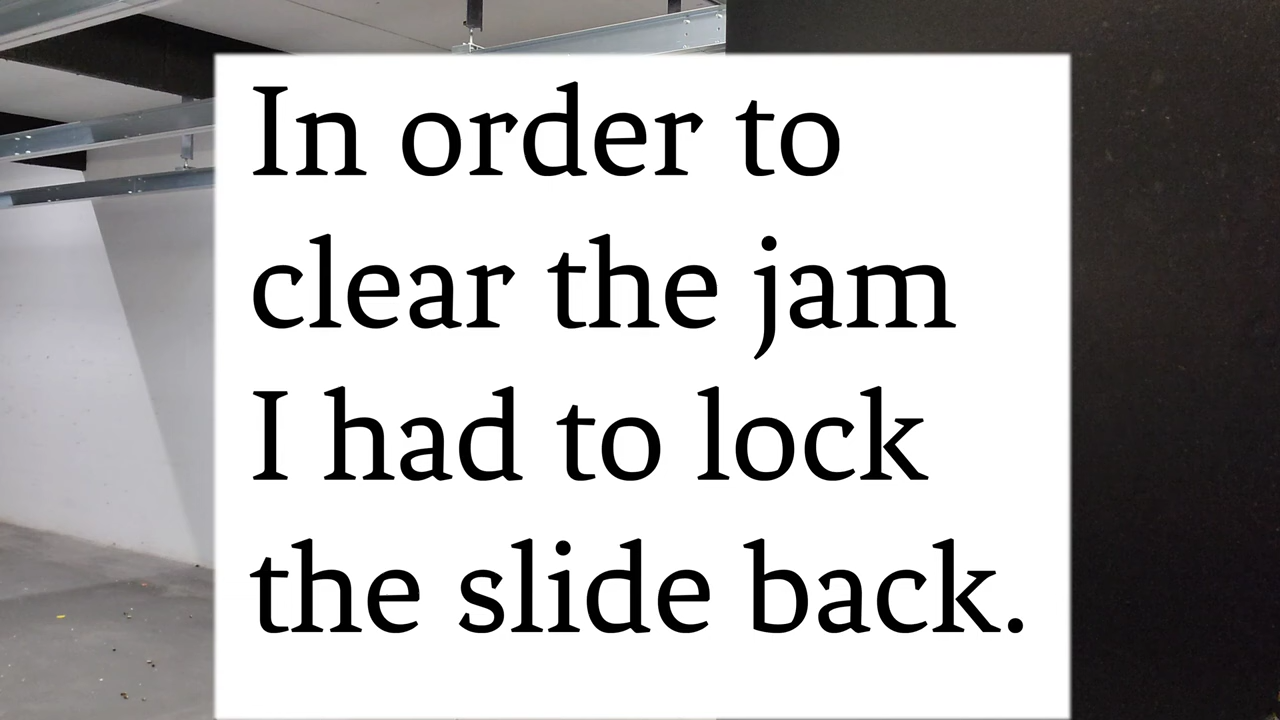 In order to
clear the jam
I had to lock
the slide back.